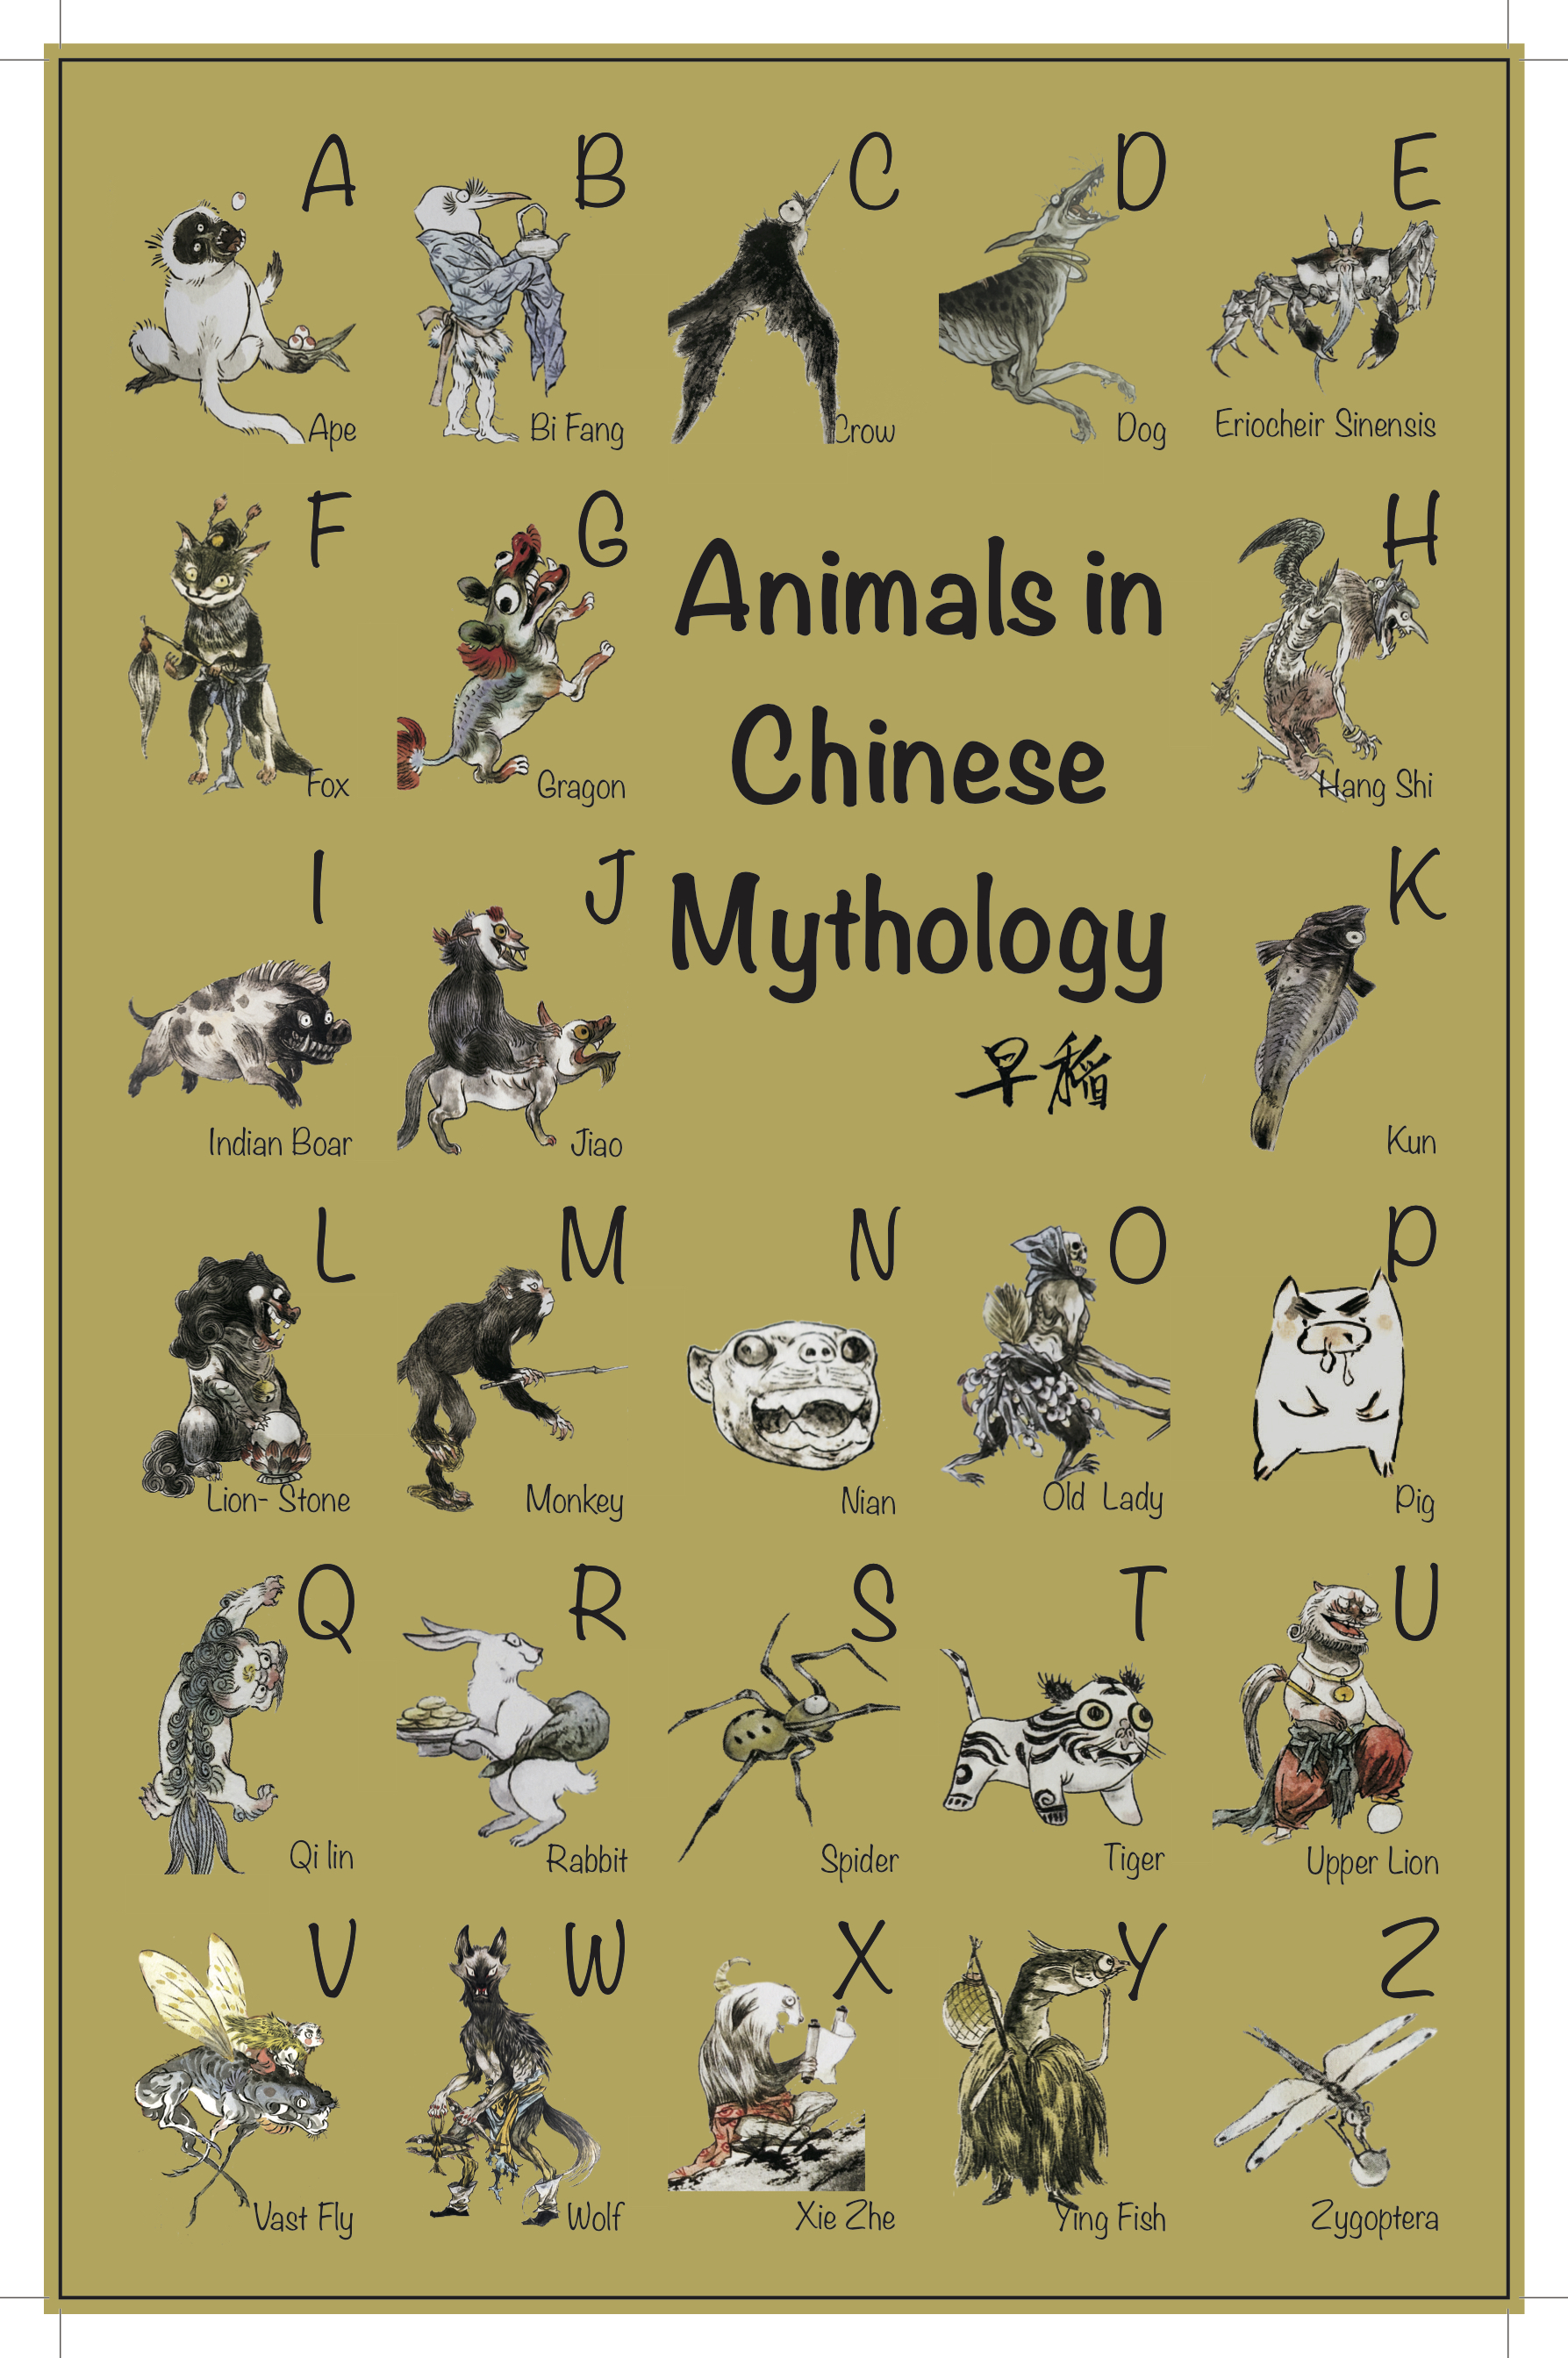 A
B
C
D
E
Ape
Bi Fang
Crow
Dog
Eriocheir Sinensis
F
G
H
Animals in
Chinese
Mythology
早稻
Fox
Gragon
Hang Shi
I
J
K
Indian Boar
Jiao
Kun
L
M
N
O
P
Lion- Stone
Monkey
Nian
Old Lady
Pig
Q
R
S
T
U
Qi lin
Rabbit
Spider
Tiger
Upper Lion
V
W
X
Y
Z
Vast Fly
Wolf
Xie Zhe
Ying Fish
Zygoptera